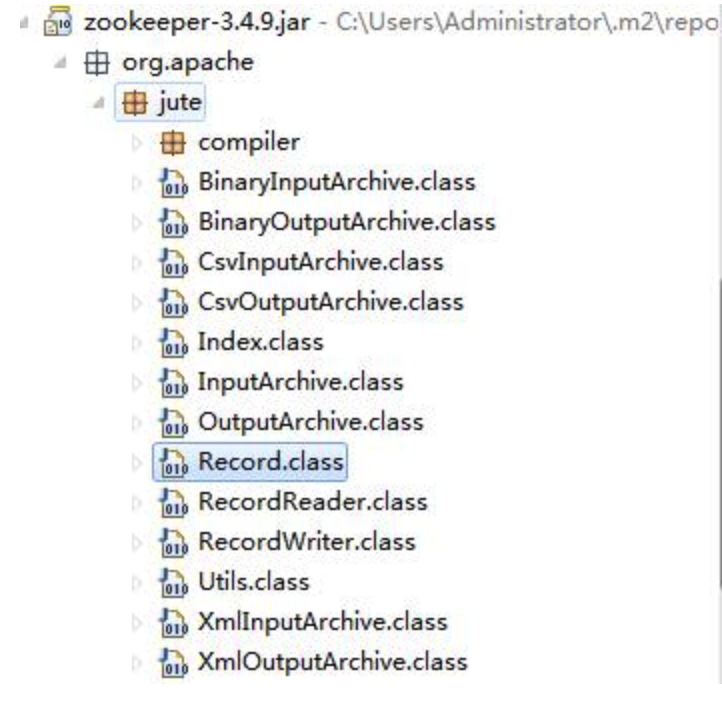 zookeeper-3.4.9.jar - C:\Users\Administrator\.m2\repo
org.apache
jute
compiler
BinaryInputArchive.class
BinaryOutputArchive.class
CsvInputArchive.class
CsvOutputArchive.class
Index.class
InputArchive.class
OutputArchive.class
Record.class
RecordReader.class
RecordWriter.class
Utils.class
XmlInputArchive.class
XmlOutputArchive.class